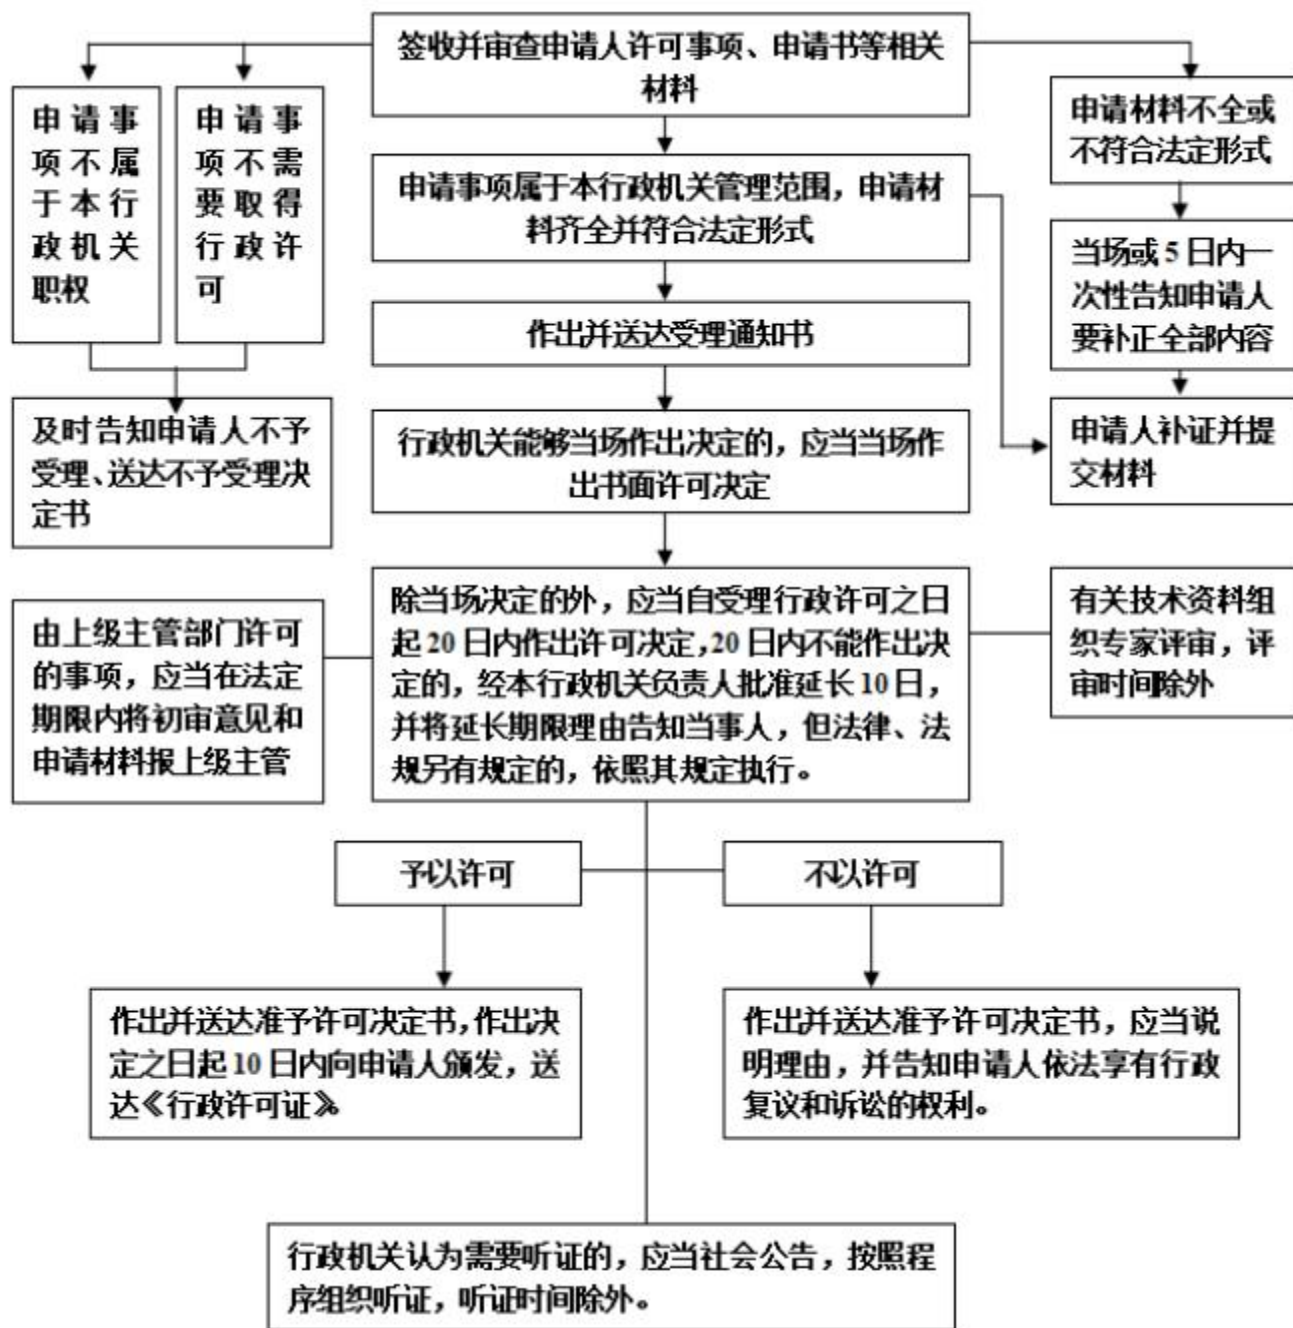 签收并审查申请人许可事项、申请书等相关
材料
申请事
项不属
于本行
政机关
职权
申请事
项不需
要取得
行政许
可
申请材料不全或
不符合法定形式
申请事项属于本行政机关管理范围，申请材
料齐全并符合法定形式
当场或5日内一
次性告知申请人
要补正全部内容
作出并送达受理通知书
及时告知申请人不予
受理、送达不予受理决
定书
行政机关能够当场作出决定的，应当当场作
出书面许可决定
申请人补证并提
交材料
由上级主管部门许可
的事项，应当在法定
期限内将初审意见和
申请材料报上级主管
除当场决定的外，应当自受理行政许可之日
起20日内作出许可决定，20日内不能作出决
定的，经本行政机关负责人批准延长10日，
并将延长期限理由告知当事人，但法律、法
规另有规定的，依照其规定执行。
有关技术资料组
织专家评审，评
审时间除外
予以许可
不以许可
作出并送达准予许可决定书，作出决
定之日起10日内向申请人颁发，送
达《行政许可证》。
作出并送达准予许可决定书，应当说
明理由，并告知申请人依法享有行政
复议和诉讼的权利。
行政机关认为需要听证的，应当社会公告，按照程
序组织听证，听证时间除外。